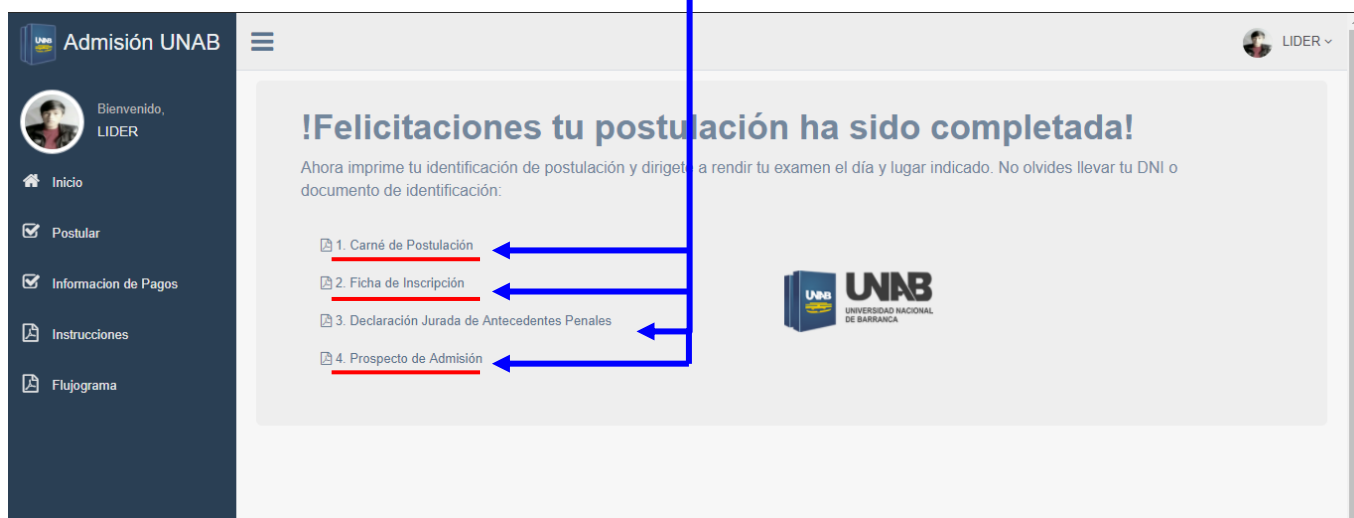 Admisión UNAB
LIDER
Bienvenido,
LIDER
Inicio
Postular
Informacion de Pagos
Instrucciones
Flujograma
!Felicitaciones tu postulación ha sido completada!
Ahora imprime tu identificación de postulación y dirigete a rendir tu examen el día y lugar indicado. No olvides llevar tu DNI o
documento de identificación:
1. Carné de Postulación
2. Ficha de Inscripción
3. Declaración Jurada de Antecedentes Penales
4. Prospecto de Admisión
UNAB
UNAB
UNIVERSIDAD NACIONAL
DE BARRANCA